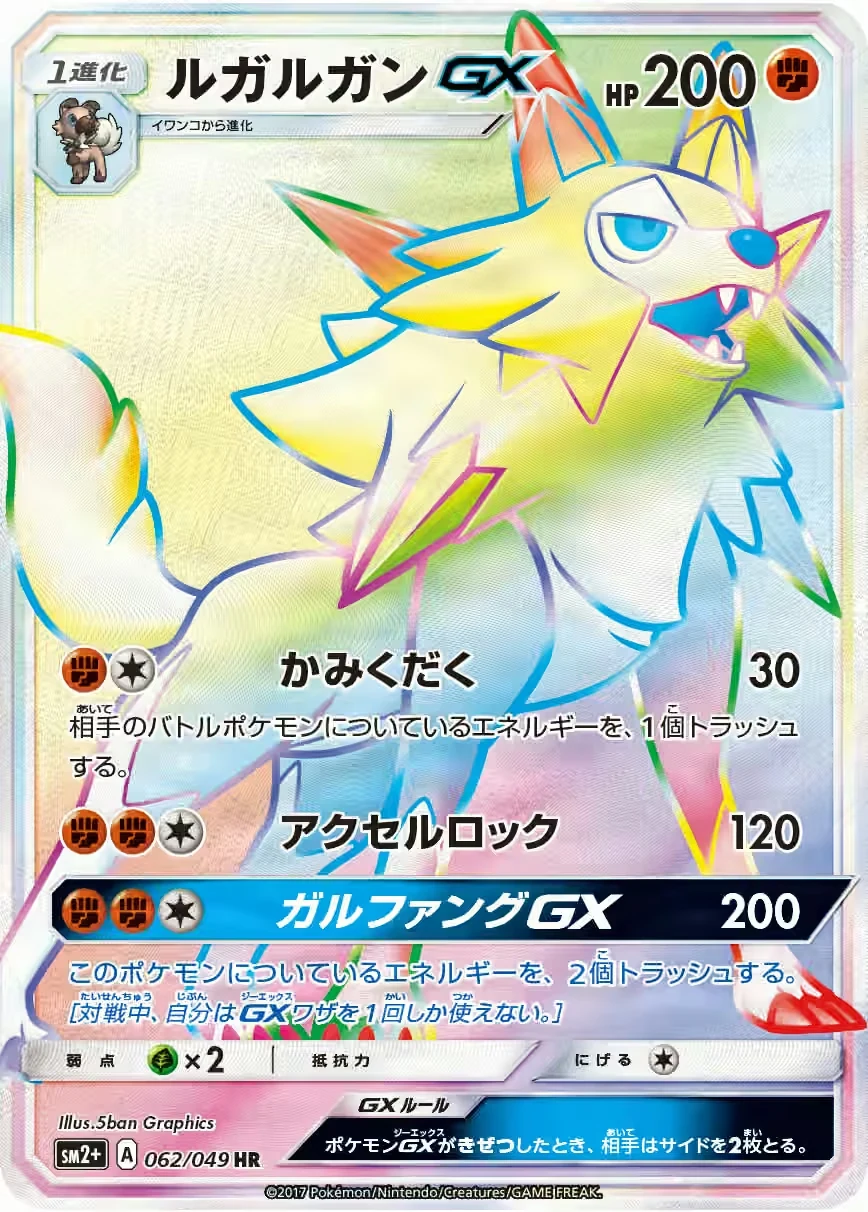 1進化 ルガルガンGX HP200
イワンコから進化
かみくだく 30
相手のバトルポケモンについているエネルギーを、1個トラッシュ
する。
アクセルロック 120
ガルファングGX 200
このポケモンについているエネルギーを、2個トラッシュする。
[対戦中、自分はGXワザを1回しか使えない。]
弱点 ×2 抵抗力 にげる
GXルール
ポケモンGXがきぜつしたとき、相手はサイドを2枚とる。
Illus.5ban Graphics
SM2+ A 062/049 HR
©2017 Pokémon/Nintendo/Creatures/GAME FREAK.